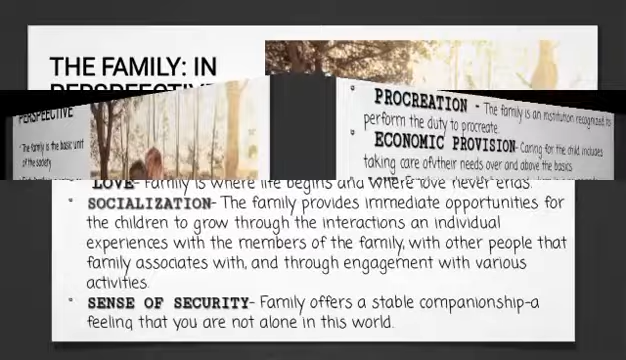 THE FAMILY: IN
PERSPECTIVE
PERSPECTIVE
The family is the basic unit
of the society
PROCREATION - The family is an institution recognized to
perform the duty to procreate.
ECONOMIC PROVISION- Caring for the child includes
taking care of their needs over and above the basics
LOVE- Family is where life begins and where love never ends.
SOCIALIZATION- The family provides immediate opportunities for
the children to grow through the interactions an individual
experiences with the members of the family, with other people that
family associates with, and through engagement with various
activities.
SENSE OF SECURITY- Family offers a stable companionship-a
feeling that you are not alone in this world.